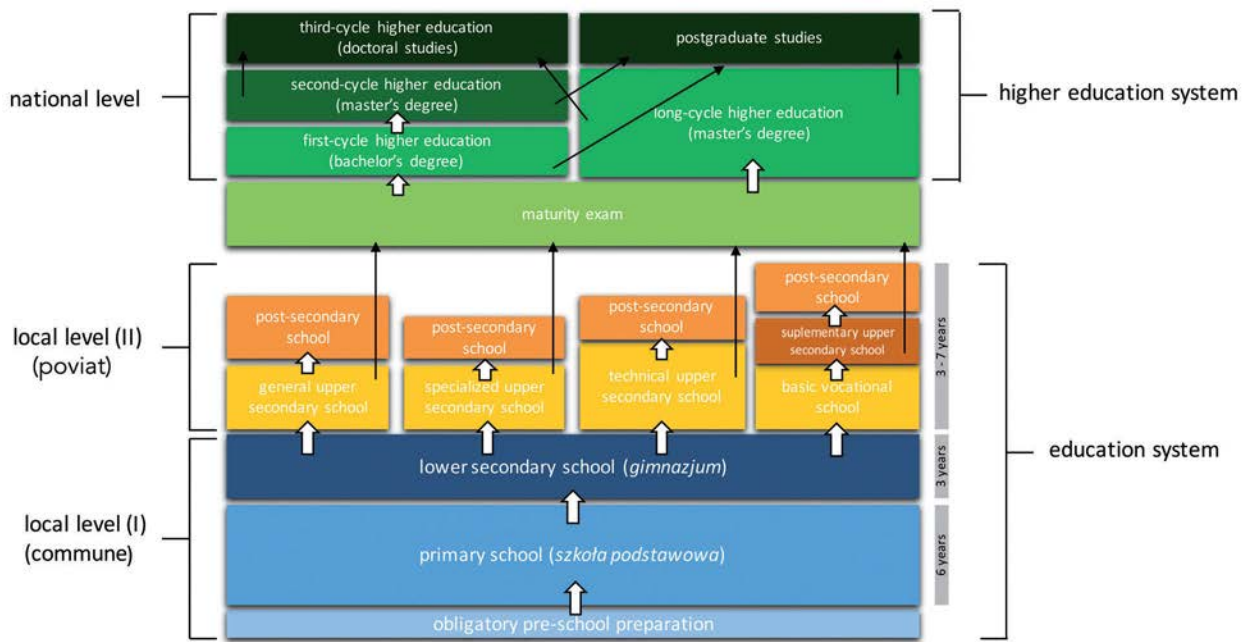 third-cycle higher education
(doctoral studies)
postgraduate studies
second-cycle higher education
(master's degree)
national level
long-cycle higher education
(master's degree)
higher education system
first-cycle higher education
(bachelor's degree)
maturity exam
local level (II)
(poviat)
post-secondary
school
post-secondary
school
post-secondary
school
post-secondary
school
suplementary upper
secondary school
general upper
secondary school
specialized upper
secondary school
technical upper
secondary school
basic vocational
school
3 - 7 years
lower secondary school (gimnazjum)
3 years
education system
local level (I)
(commune)
primary school (szkoła podstawowa)
6 years
obligatory pre-school preparation